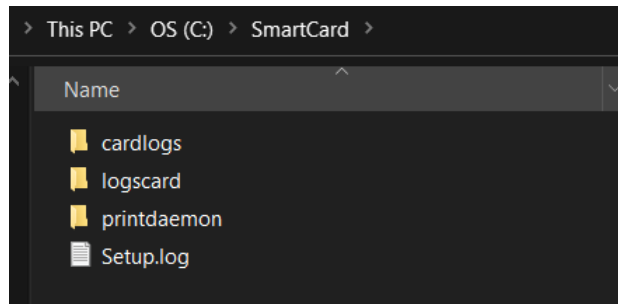 > This PC > OS (C:) > SmartCard >
Name
cardlogs
logscard
printdaemon
Setup.log